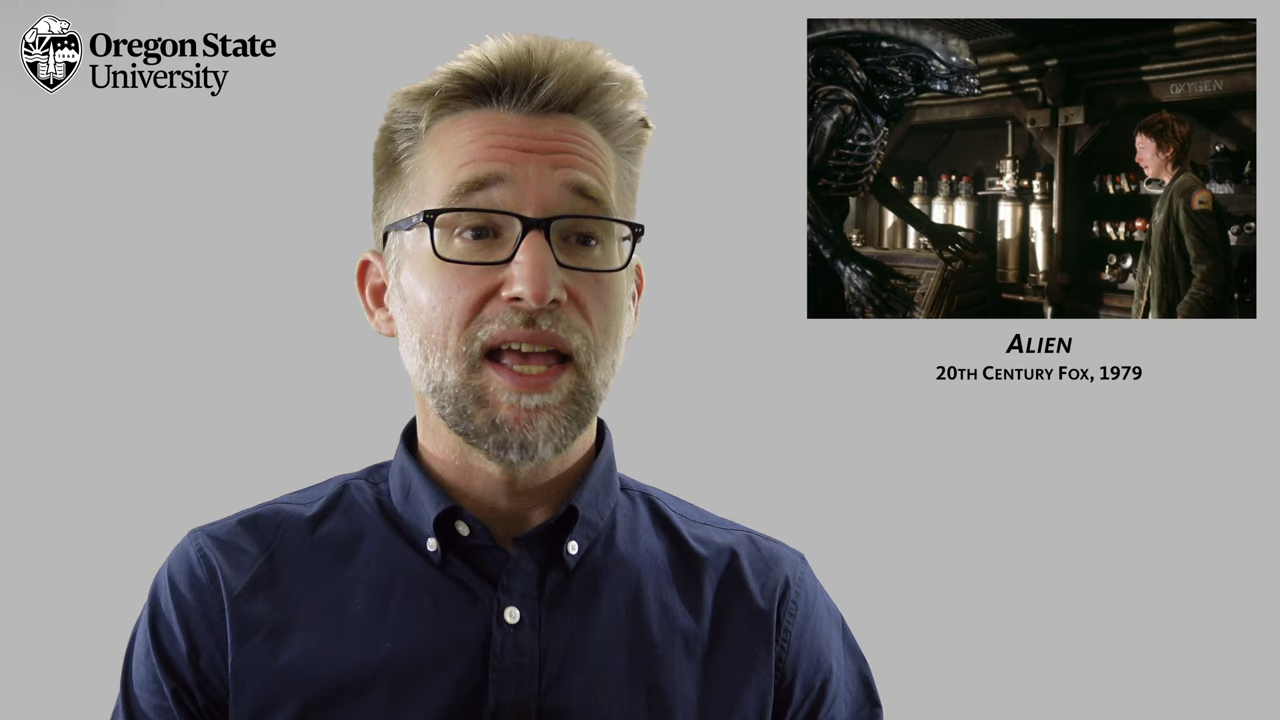 Oregon State
University
OXYGEN
ALIEN
20TH CENTURY FOX, 1979